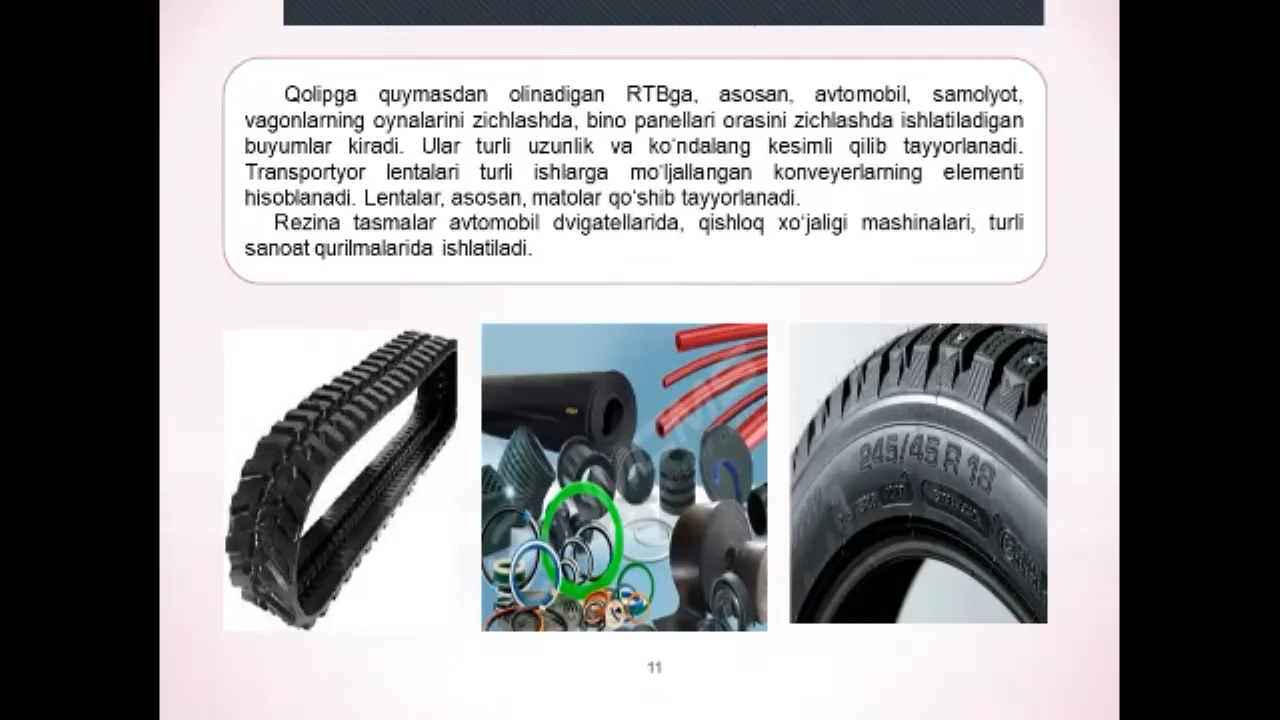 Qolipga quymasdan olinadigan RTBga, asosan, avtomobil, samolyot,
vagonlarning oynalarini zichlashda, bino panellari orasini zichlashda ishlatiladigan
buyumlar kiradi. Ular turli uzunlik va ko‘ndalang kesimli qilib tayyorlanadi.
Transportyor lentalari turli ishlarga mo‘ljallangan konveyerlarning elementi
hisoblanadi. Lentalar, asosan, matolar qo‘shib tayyorlanadi.
Rezina tasmalar avtomobil dvigatellarida, qishloq xo‘jaligi mashinalari, turli
sanoat qurilmalarida ishlatiladi.
245/45 R 18
11